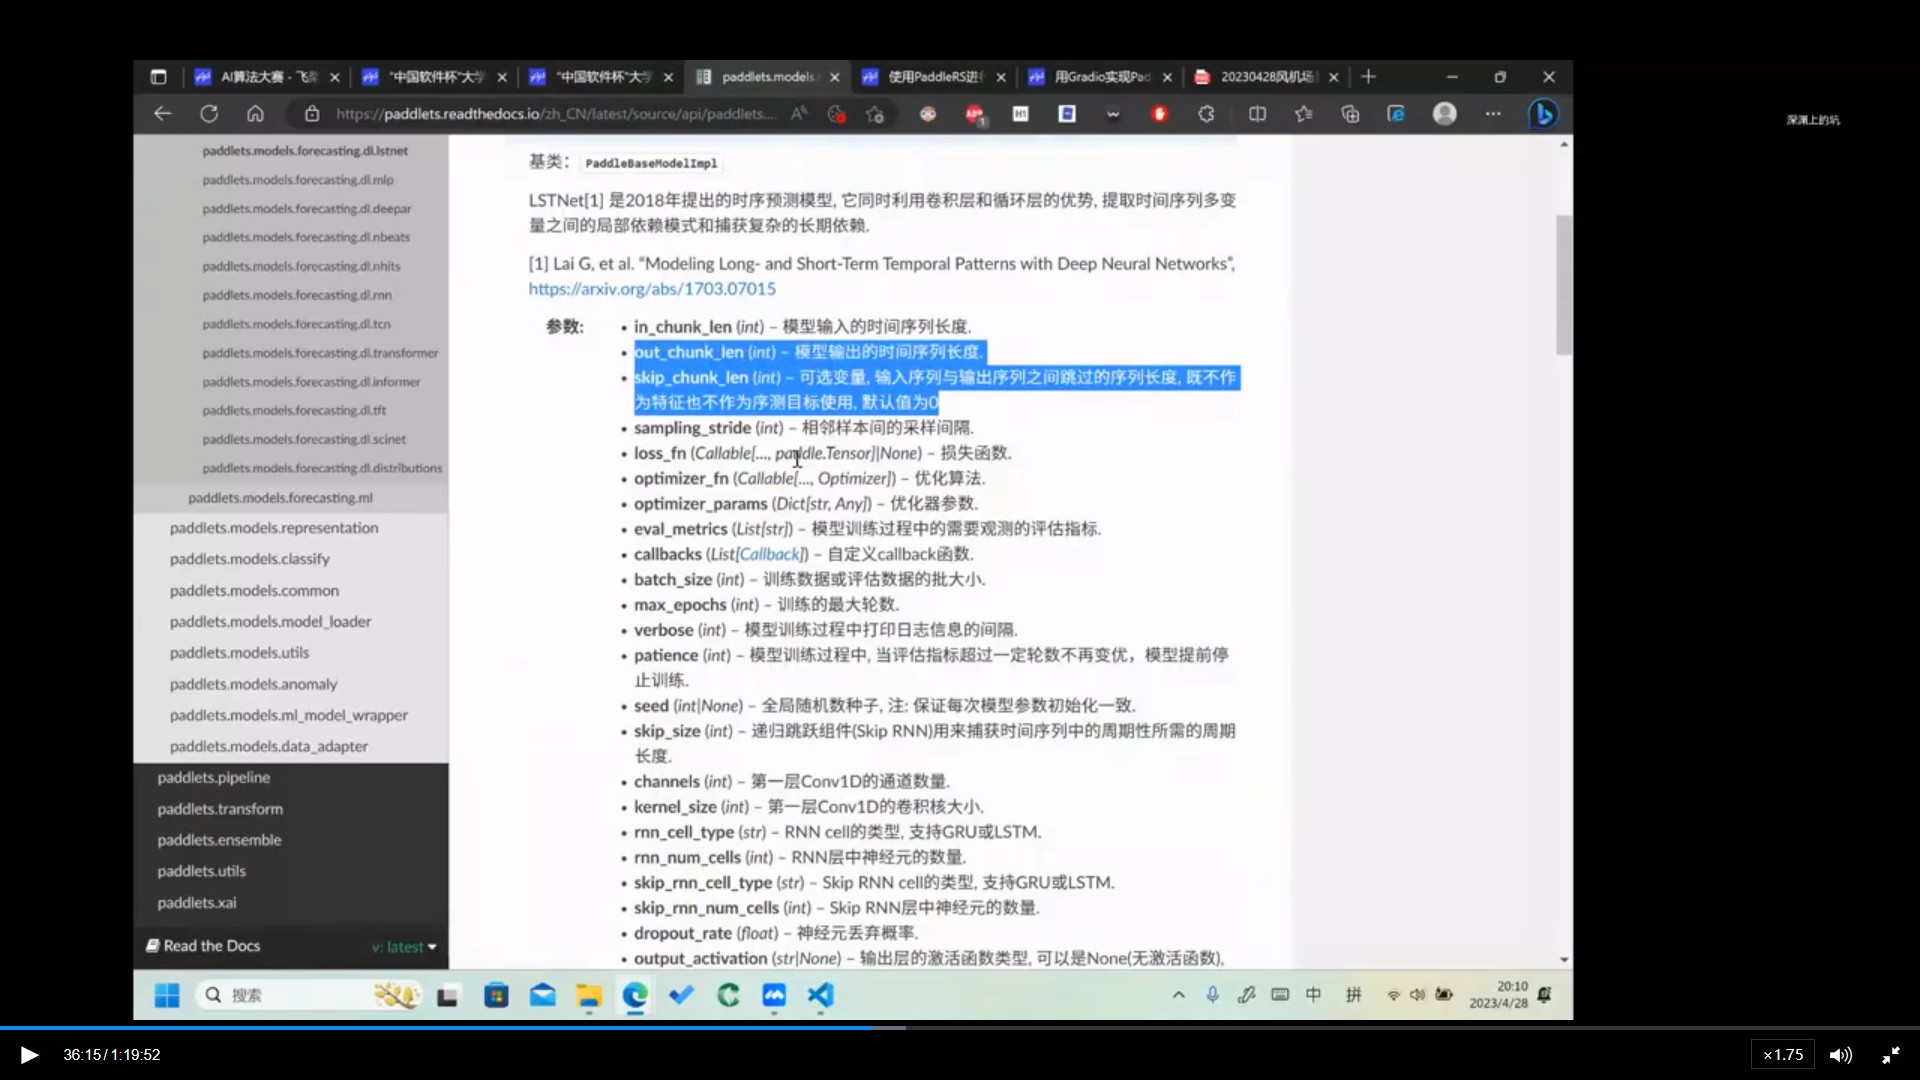 AI算法大赛 - 飞桨
"中国软件杯"大学
"中国软件杯"大学
paddlets.models
使用PaddleRS进行
用Gradio实现Pad
20230428风机场
https://paddlets.readthedocs.io/zh_CN/latest/source/api/paddlets....
深渊上的坑
paddlets.models.forecasting.dl.lstnet
paddlets.models.forecasting.dl.mlp
paddlets.models.forecasting.dl.deepar
paddlets.models.forecasting.dl.nbeats
paddlets.models.forecasting.dl.nhits
paddlets.models.forecasting.dl.rnn
paddlets.models.forecasting.dl.tcn
paddlets.models.forecasting.dl.transformer
paddlets.models.forecasting.dl.informer
paddlets.models.forecasting.dl.tft
paddlets.models.forecasting.dl.scinet
paddlets.models.forecasting.dl.distributions
paddlets.models.forecasting.ml
paddlets.models.representation
paddlets.models.classify
paddlets.models.common
paddlets.models.model_loader
paddlets.models.utils
paddlets.models.anomaly
paddlets.models.ml_model_wrapper
paddlets.models.data_adapter
paddlets.pipeline
paddlets.transform
paddlets.ensemble
paddlets.utils
paddlets.xai
Read the Docs
v: latest
基类： PaddleBaseModelImpl
LSTNet[1] 是2018年提出的时序预测模型, 它同时利用卷积层和循环层的优势, 提取时间序列多变
量之间的局部依赖模式和捕获复杂的长期依赖.
[1] Lai G, et al. “Modeling Long- and Short-Term Temporal Patterns with Deep Neural Networks”,
https://arxiv.org/abs/1703.07015
参数:
• in_chunk_len (int) – 模型输入的时间序列长度.
• out_chunk_len (int) – 模型输出的时间序列长度.
• skip_chunk_len (int) – 可选变量, 输入序列与输出序列之间跳过的序列长度, 既不作
为特征也不作为序测目标使用, 默认值为0
• sampling_stride (int) – 相邻样本间的采样间隔.
• loss_fn (Callable[..., paddle.Tensor]|None) – 损失函数.
• optimizer_fn (Callable[..., Optimizer]) – 优化算法.
• optimizer_params (Dict[str, Any]) – 优化器参数.
• eval_metrics (List[str]) – 模型训练过程中的需要观测的评估指标.
• callbacks (List[Callback]) – 自定义callback函数.
• batch_size (int) – 训练数据或评估数据的批大小.
• max_epochs (int) – 训练的最大轮数.
• verbose (int) – 模型训练过程中打印日志信息的间隔.
• patience (int) – 模型训练过程中, 当评估指标超过一定轮数不再变优，模型提前停
止训练.
• seed (int|None) – 全局随机数种子, 注: 保证每次模型参数初始化一致.
• skip_size (int) – 递归跳跃组件(Skip RNN)用来捕获时间序列中的周期性所需的周期
长度.
• channels (int) – 第一层Conv1D的通道数量.
• kernel_size (int) – 第一层Conv1D的卷积核大小.
• rnn_cell_type (str) – RNN cell的类型, 支持GRU或LSTM.
• rnn_num_cells (int) – RNN层中神经元的数量.
• skip_rnn_cell_type (str) – Skip RNN cell的类型, 支持GRU或LSTM.
• skip_rnn_num_cells (int) – Skip RNN层中神经元的数量.
• dropout_rate (float) – 神经元丢弃概率.
• output_activation (str|None) – 输出层的激活函数类型, 可以是None(无激活函数),
搜索
中
拼
20:10
2023/4/28
36:15/1:19:52
×1.75